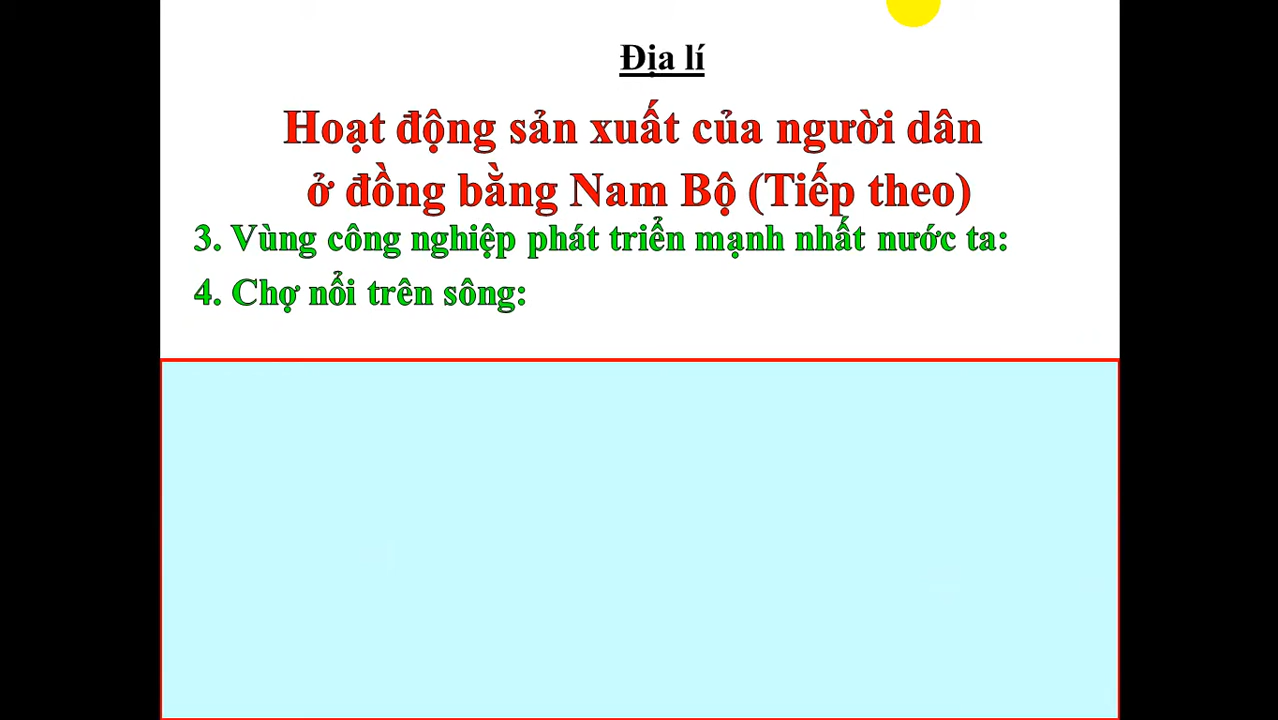 Địa lí
Hoạt động sản xuất của người dân
ở đồng bằng Nam Bộ (Tiếp theo)
3. Vùng công nghiệp phát triển mạnh nhất nước ta:
4. Chợ nổi trên sông: